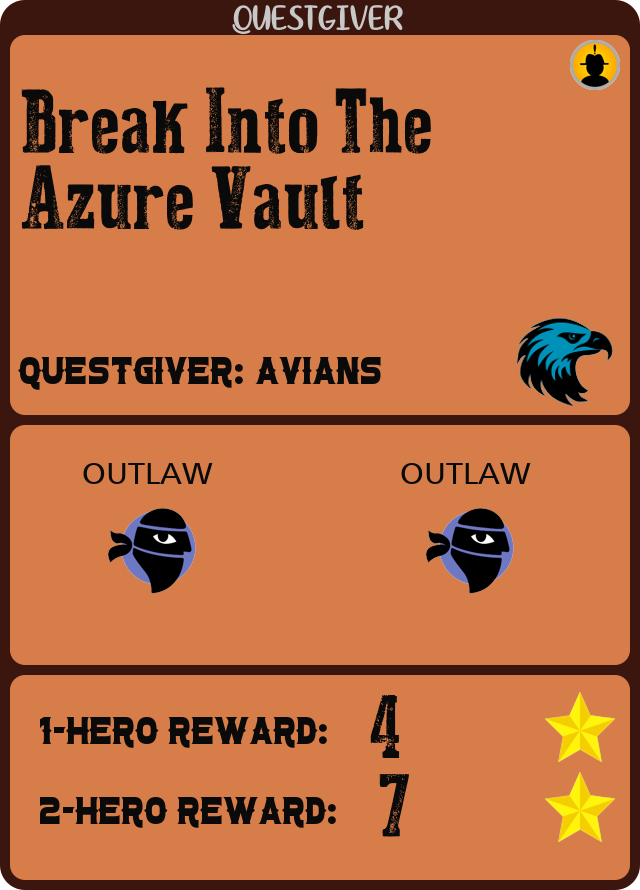 QUESTGIVER
Break Into The
Azure Vault
QUESTGIVER: AVIANS
OUTLAW OUTLAW
1-HERO REWARD: 4
2-HERO REWARD: 7